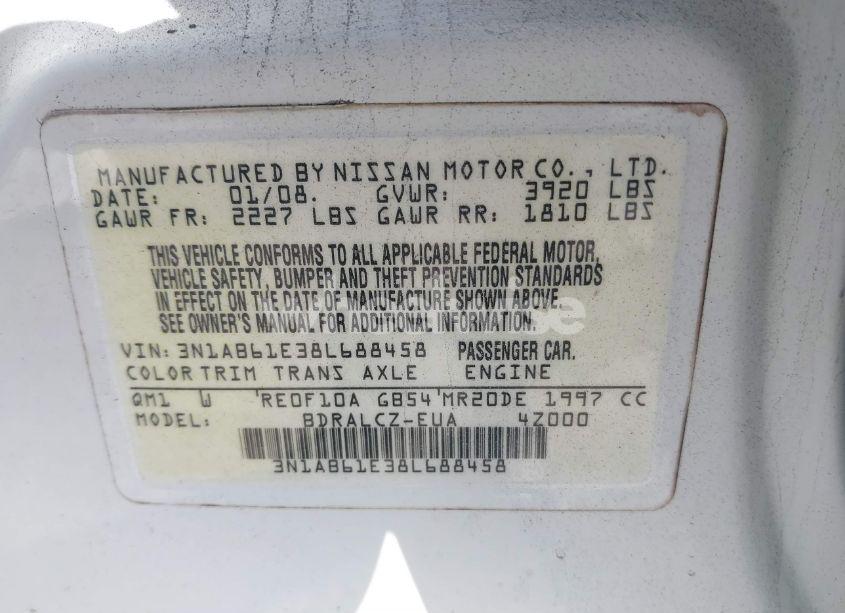 MANUFACTURED BY NISSAN MOTOR CO., LTD.
DATE: 01/08. GVWR: 3920 LBS
GAWR FR: 2227 LBS GAWR RR: 1810 LBS
THIS VEHICLE CONFORMS TO ALL APPLICABLE FEDERAL MOTOR,
VEHICLE SAFETY, BUMPER AND THEFT PREVENTION STANDARDS
IN EFFECT ON THE DATE OF MANUFACTURE SHOWN ABOVE.
SEE OWNER'S MANUAL FOR ADDITIONAL INFORMATION.
VIN: 3N1AB61E38L688458 PASSENGER CAR.
COLOR TRIM TRANS AXLE ENGINE
QM1 W RE0F10A GB54 MR20DE 1997 CC
MODEL: BDRALCZ-EUA 4Z000
3N1AB61E38L688458